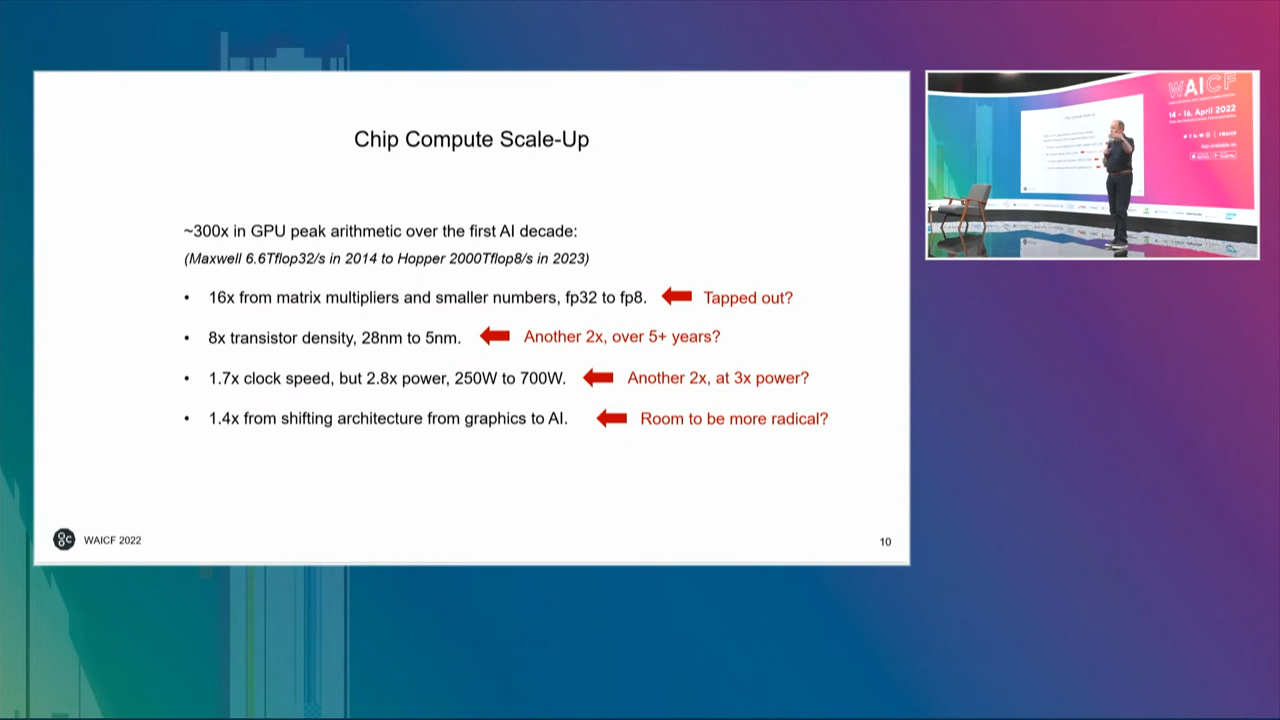 Chip Compute Scale-Up
~300x in GPU peak arithmetic over the first AI decade:
(Maxwell 6.6Tflop32/s in 2014 to Hopper 2000Tflop8/s in 2023)
• 16x from matrix multipliers and smaller numbers, fp32 to fp8. Tapped out?
• 8x transistor density, 28nm to 5nm. Another 2x, over 5+ years?
• 1.7x clock speed, but 2.8x power, 250W to 700W. Another 2x, at 3x power?
• 1.4x from shifting architecture from graphics to AI. Room to be more radical?
WAICF 2022
10
WAICF
14 - 16, April 2022
#WAICF
App available on